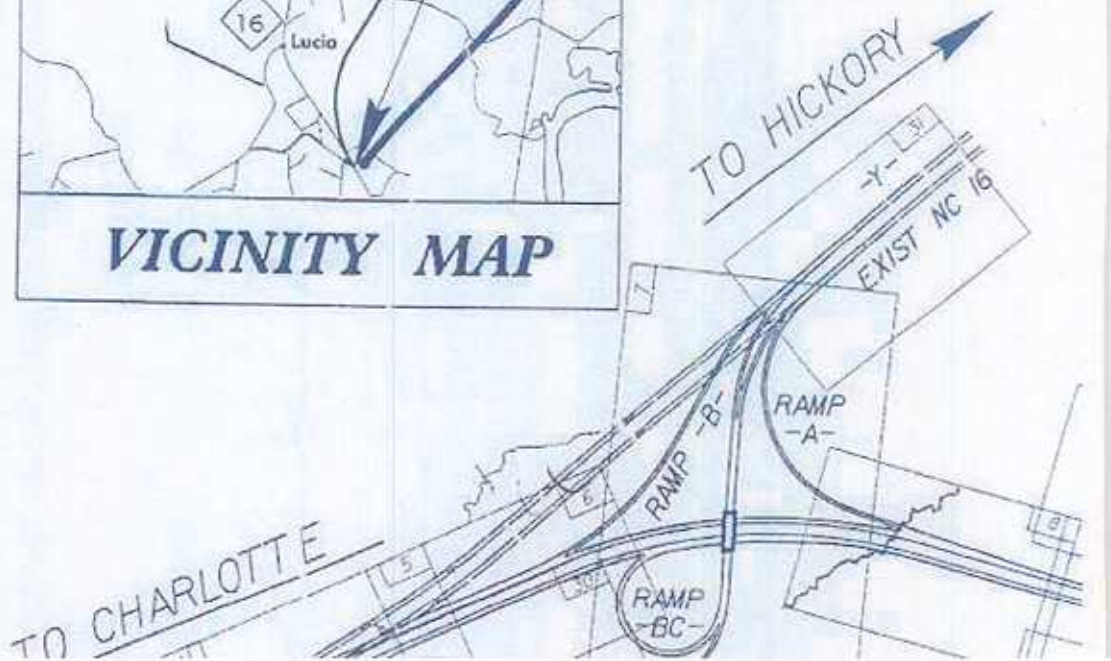 16
Lucia
VICINITY MAP
TO HICKORY
31
-Y-
EXIST NC 16
7
RAMP
-A-
RAMP -B-
6
TO CHARLOTTE
5
30
RAMP
-BC-
8